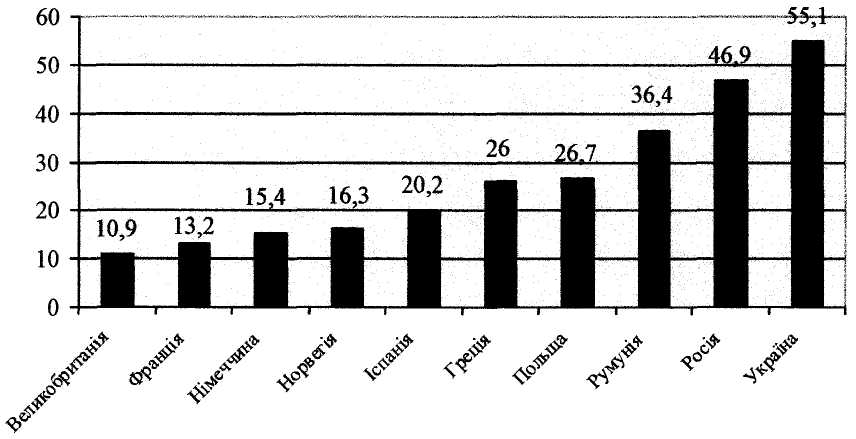 60
50
40
30
20
10
0
10,9
13,2
15,4
16,3
20,2
26
26,7
36,4
46,9
55,1
Великобританія
Франція
Німеччина
Норвегія
Іспанія
Греція
Польща
Румунія
Росія
Україна